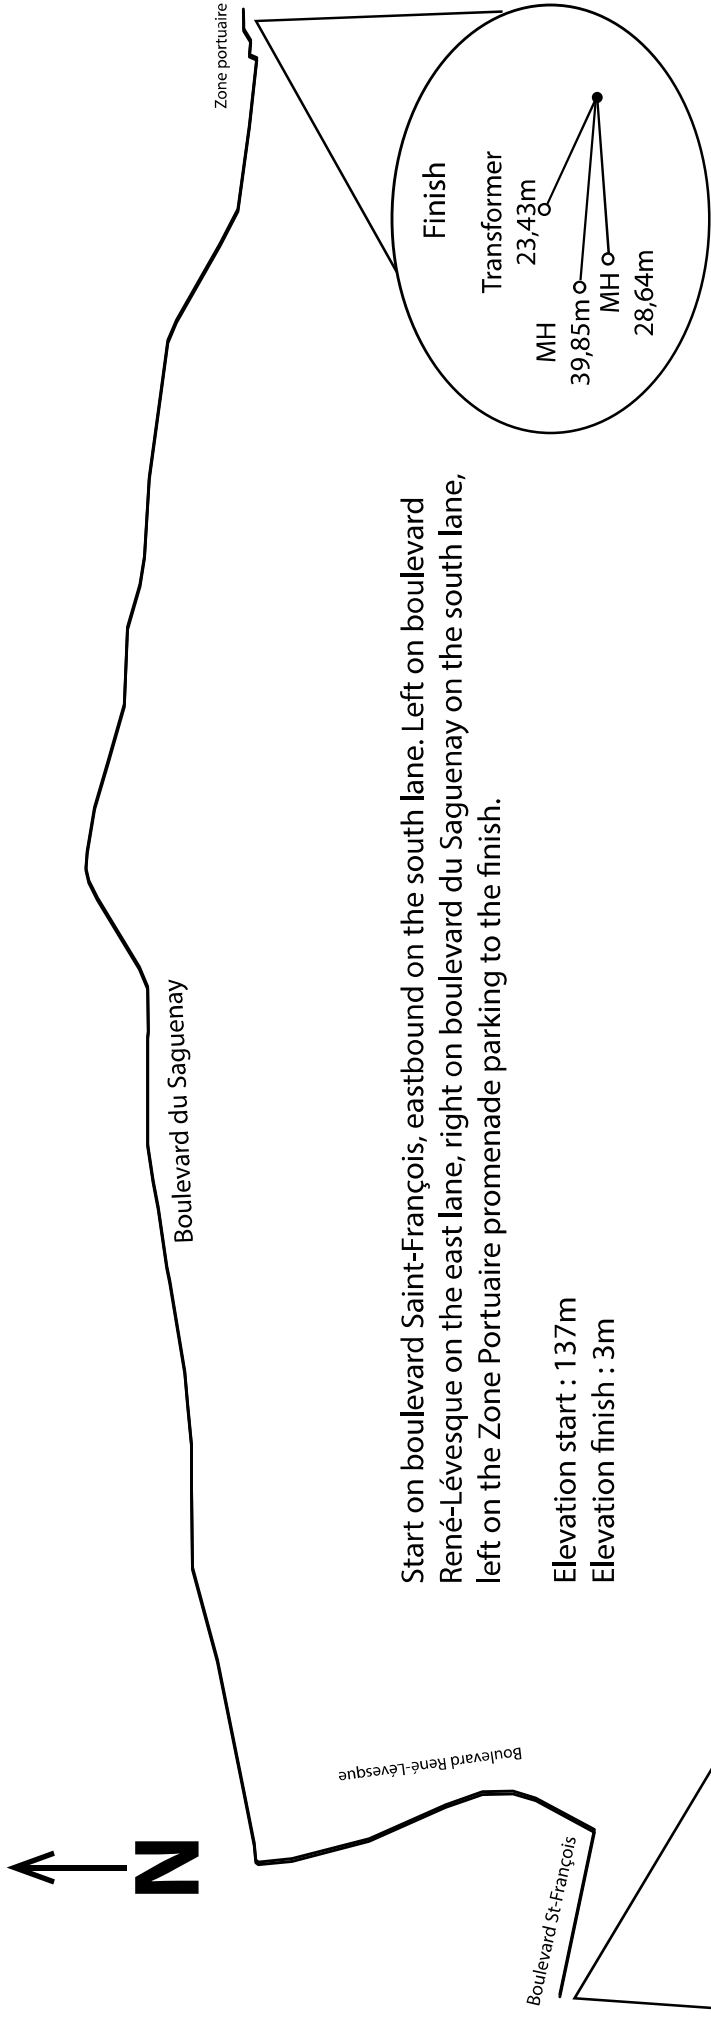 Zone portuaire
Finish
Transformer
23,43m
MH
39,85m
MH
28,64m
Boulevard du Saguenay
Start on boulevard Saint-François, eastbound on the south lane. Left on boulevard
René-Lévesque on the east lane, right on boulevard du Saguenay on the south lane,
left on the Zone Portuaire promenade parking to the finish.
Elevation start : 137m
Elevation finish : 3m
Boulevard René-Lévesque
N
Boulevard St-François